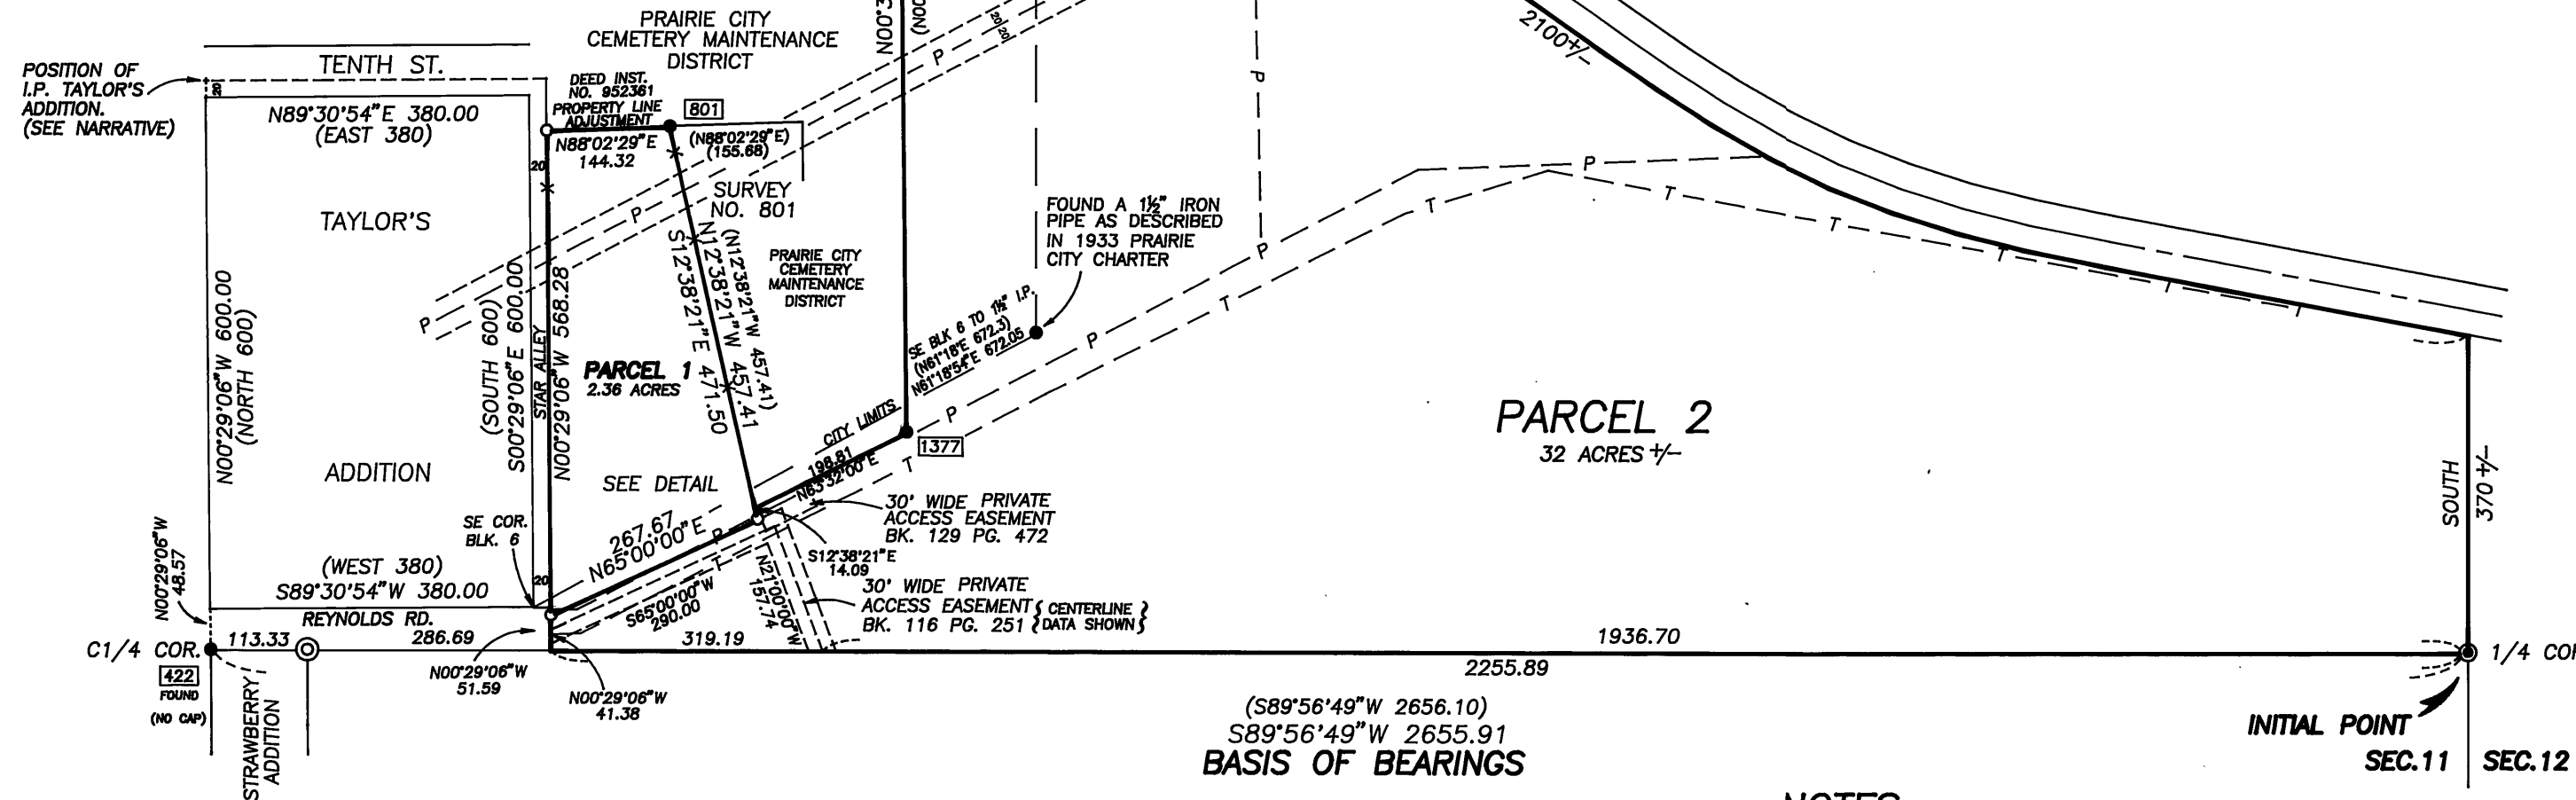 POSITION OF
I.P. TAYLOR'S
ADDITION.
(SEE NARRATIVE)
20
TENTH ST.
N89°30'54"E 380.00
(EAST 380)
TAYLOR'S
ADDITION
N00°29'06"W 600.00
(NORTH 600)
(SOUTH 600)
S00°29'06"E 600.00
STAR ALLEY
N00°29'06"W 568.28
20
20
(WEST 380)
S89°30'54"W 380.00
SE COR.
BLK. 6
REYNOLDS RD.
N00°29'06"W
48.57
C1/4 COR.
422
FOUND
(NO CAP)
113.33
286.69
STRAWBERRY
ADDITION
N00°29'06"W
51.59
N00°29'06"W
41.38
PRAIRIE CITY
CEMETERY MAINTENANCE
DISTRICT
DEED INST.
NO. 952361
PROPERTY LINE
ADJUSTMENT
N88°02'29"E
144.32
801
(N88°02'29"E)
(155.68)
SURVEY
NO. 801
PRAIRIE CITY
CEMETERY
MAINTENANCE
DISTRICT
(N12°38'21"W 457.41)
N12°38'21"W 457.41
S12°38'21"E 471.50
PARCEL 1
2.36 ACRES
SEE DETAIL
267.67
N65°00'00"E
S65°00'00"W
290.00
319.19
N21°00'00"W
157.74
S12°38'21"E
14.09
CITY LIMITS
198.81
N63°32'00"E
1377
SE BLK 6 TO 1½" I.P.
(N61°18'E 672.3)
N61°18'54"E 672.05
FOUND A 1½" IRON
PIPE AS DESCRIBED
IN 1933 PRAIRIE
CITY CHARTER
30' WIDE PRIVATE
ACCESS EASEMENT
BK. 129 PG. 472
30' WIDE PRIVATE
ACCESS EASEMENT
BK. 116 PG. 251
{ CENTERLINE
DATA SHOWN }
20
20
P
P
P
P
P
P
P
P
P
P
T
T
T
T
T
T
T
T
T
2100+/-
PARCEL 2
32 ACRES +/-
SOUTH
370+/-
1936.70
2255.89
(S89°56'49"W 2656.10)
S89°56'49"W 2655.91
BASIS OF BEARINGS
INITIAL POINT
SEC.11
SEC.12
NOTES